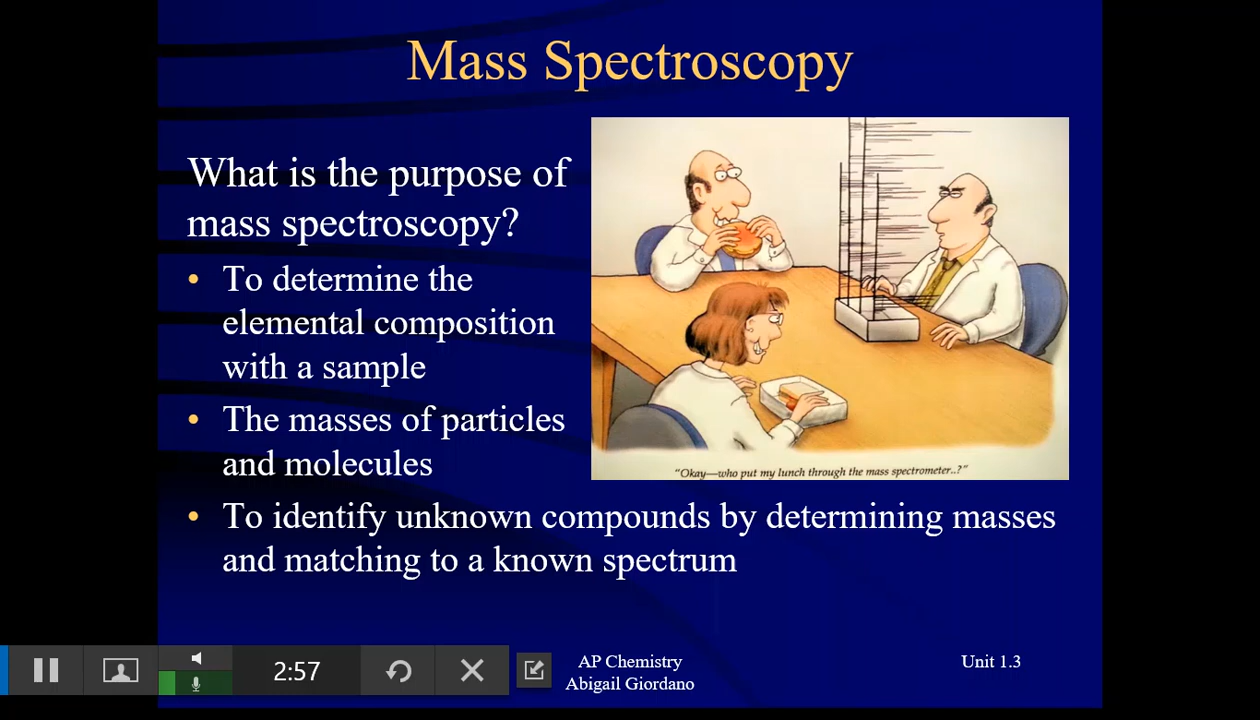 Mass Spectroscopy
What is the purpose of
mass spectroscopy?
• To determine the
elemental composition
with a sample
• The masses of particles
and molecules
"Okay—who put my lunch through the mass spectrometer..?"
• To identify unknown compounds by determining masses
and matching to a known spectrum
2:57
AP Chemistry
Abigail Giordano
Unit 1.3